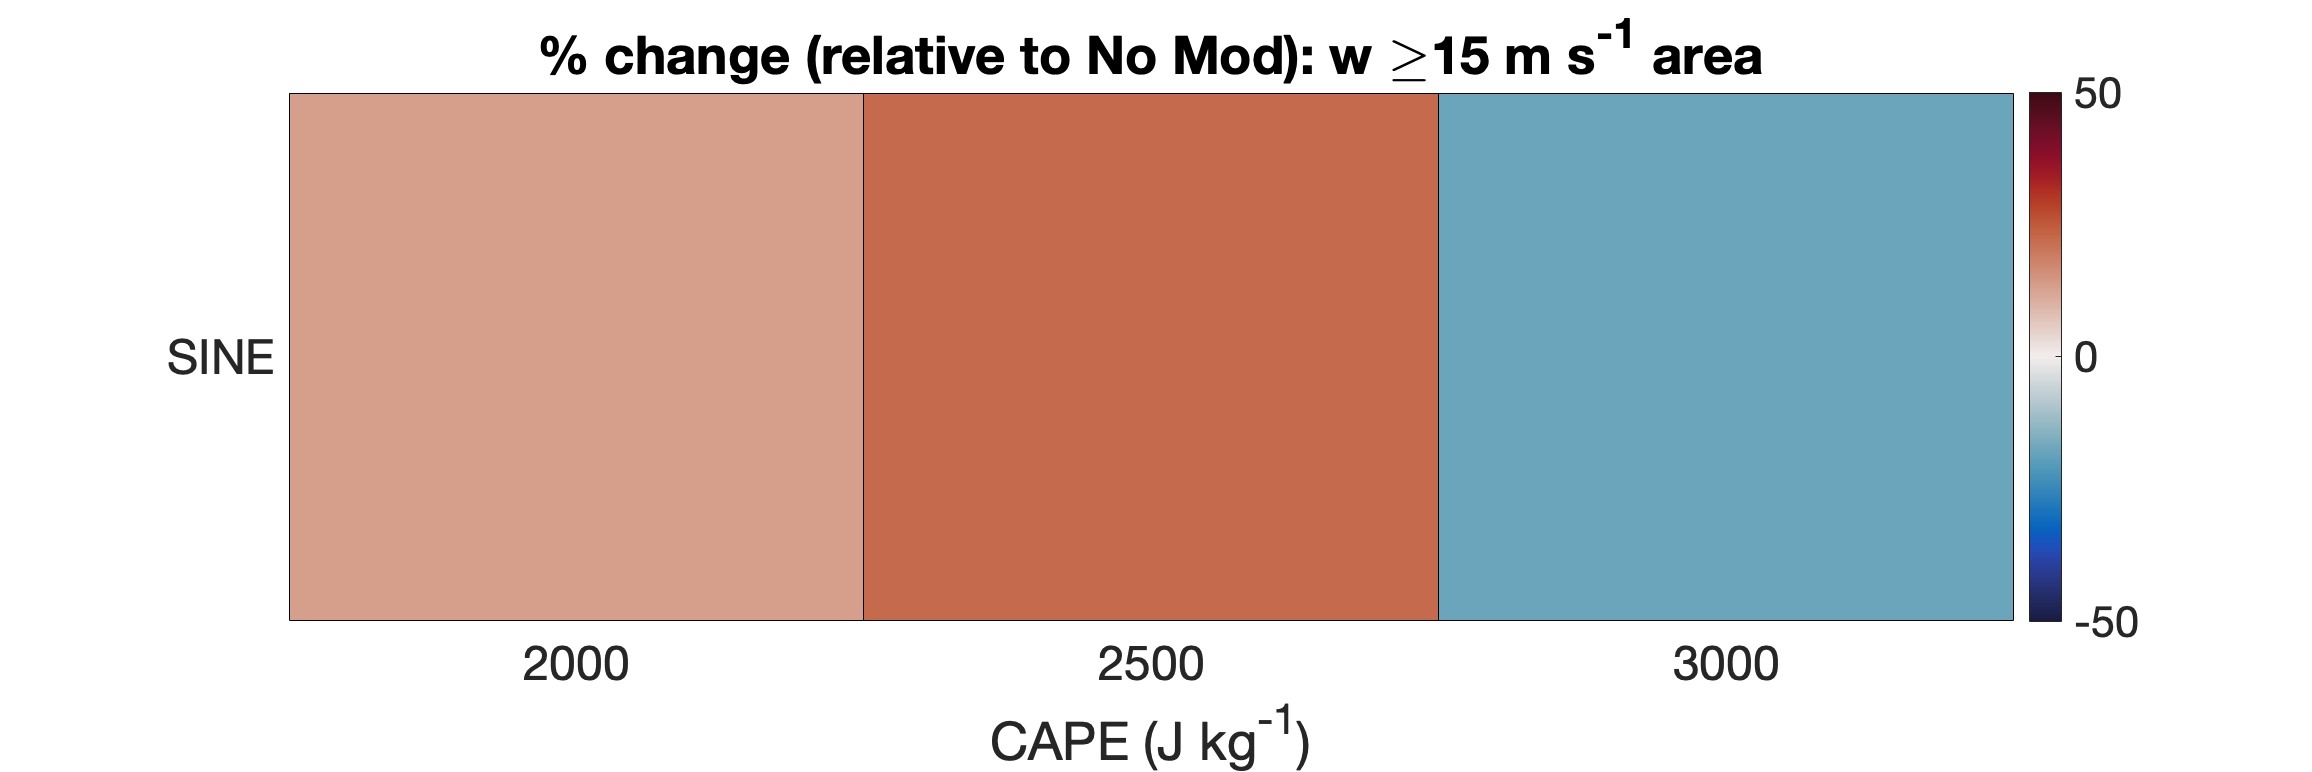 % change (relative to No Mod): w ≥15 m s⁻¹ area
50
SINE
0
-50
2000 2500 3000
CAPE (J kg⁻¹)